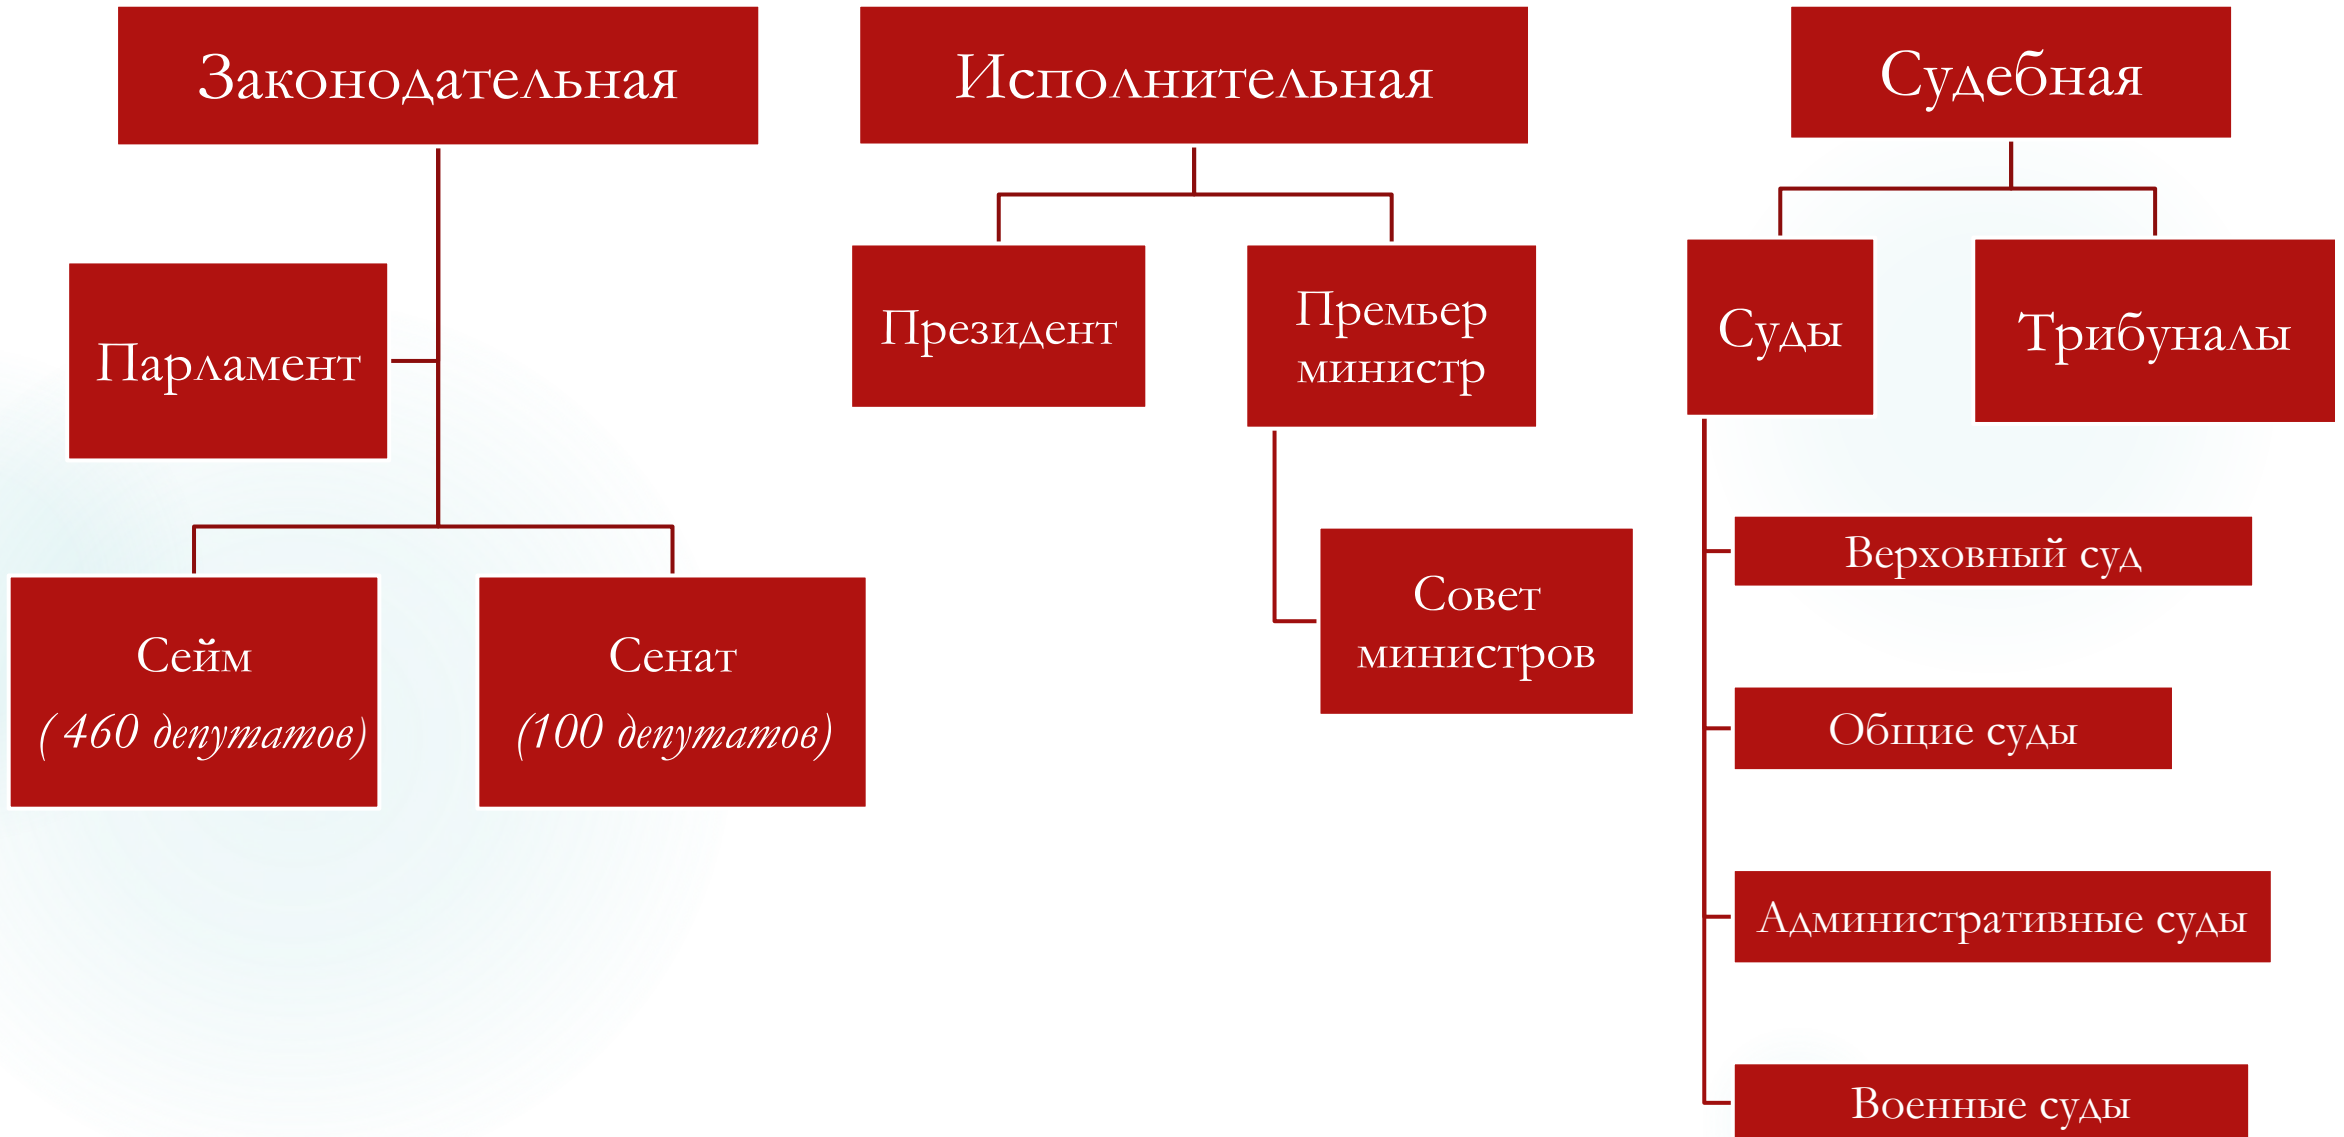 Законодательная
Парламент
Сейм
( 460 депутатов)
Сенат
(100 депутатов)
Исполнительная
Президент
Премьер
министр
Совет
министров
Судебная
Суды
Трибуналы
Верховный суд
Общие суды
Административные суды
Военные суды